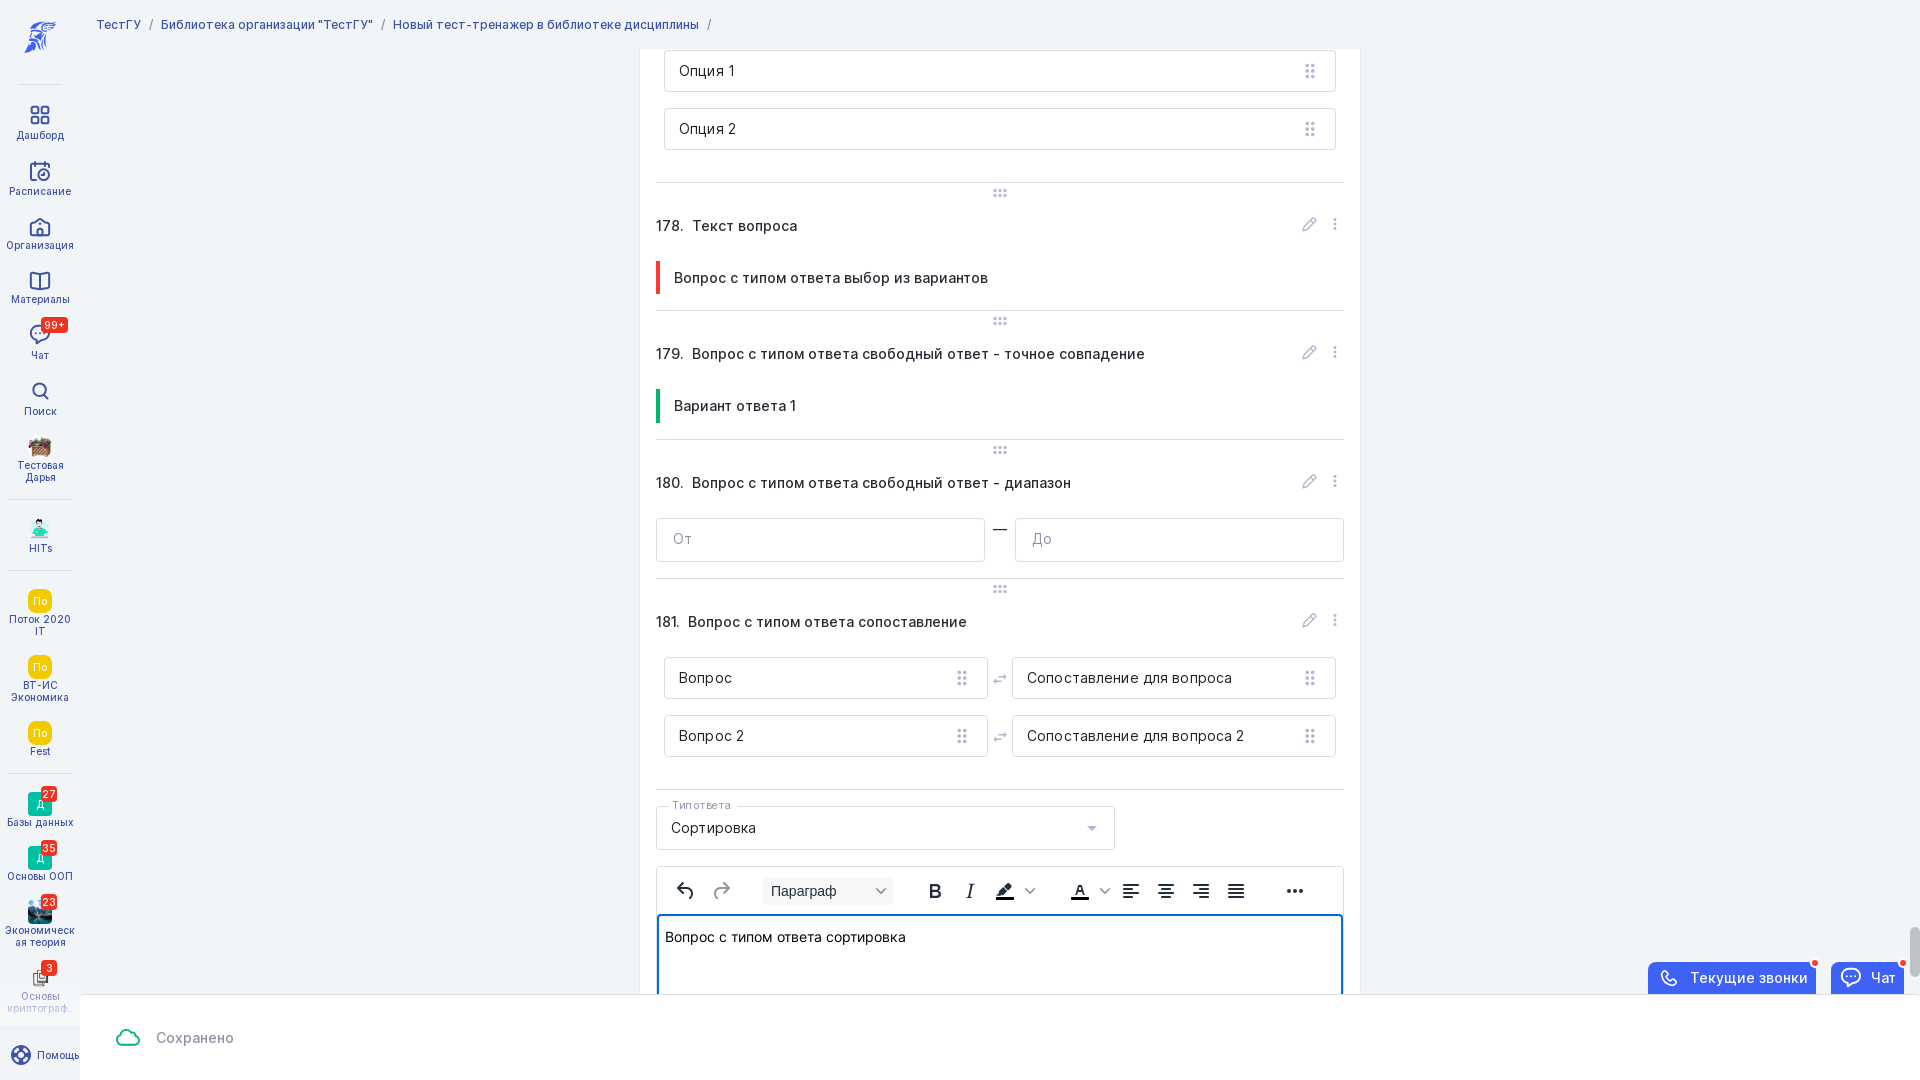 ТестГУ / Библиотека организации "ТестГУ" / Новый тест-тренажер в библиотеке дисциплины /
Дашборд
Расписание
Организация
Материалы
99+
Чат
Поиск
Тестовая
Дарья
HITs
По
Поток 2020
IT
По
ВТ-ИС
Экономика
По
Fest
27
Д
Базы данных
35
Д
Основы ООП
23
Экономическ
ая теория
3
Основы
криптограф...
Помощь
Опция 1
Опция 2
178. Текст вопроса
Вопрос с типом ответа выбор из вариантов
179. Вопрос с типом ответа свободный ответ - точное совпадение
Вариант ответа 1
180. Вопрос с типом ответа свободный ответ - диапазон
От — До
181. Вопрос с типом ответа сопоставление
Вопрос Сопоставление для вопроса
Вопрос 2 Сопоставление для вопроса 2
Тип ответа
Сортировка
Параграф B I A
Вопрос с типом ответа сортировка
Текущие звонки Чат
Сохранено